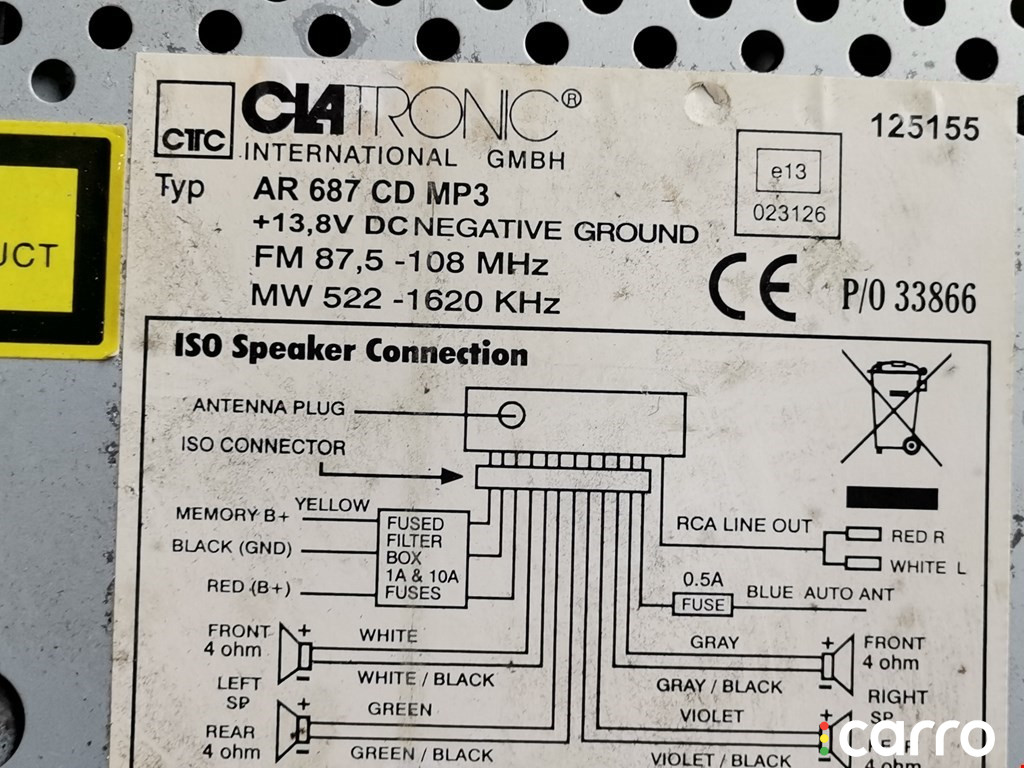 UCT
CTC
CLATRONIC®
INTERNATIONAL GMBH
125155
Typ AR 687 CD MP3
+13,8V DC NEGATIVE GROUND
FM 87,5 -108 MHz
MW 522 -1620 KHz
e13
023126
CE
P/O 33866
ISO Speaker Connection
ANTENNA PLUG
ISO CONNECTOR
MEMORY B+ YELLOW
BLACK (GND)
RED (B+)
FUSED
FILTER
BOX
1A & 10A
FUSES
RCA LINE OUT
RED R
WHITE L
0.5A
FUSE
BLUE AUTO ANT
FRONT
4 ohm
+
-
WHITE
WHITE / BLACK
LEFT
SP
REAR
4 ohm
+
-
GREEN
GREEN / BLACK
GRAY
GRAY / BLACK
+
-
FRONT
4 ohm
RIGHT
SP
VIOLET
VIOLET / BLACK
+
-
4 ohm
carro